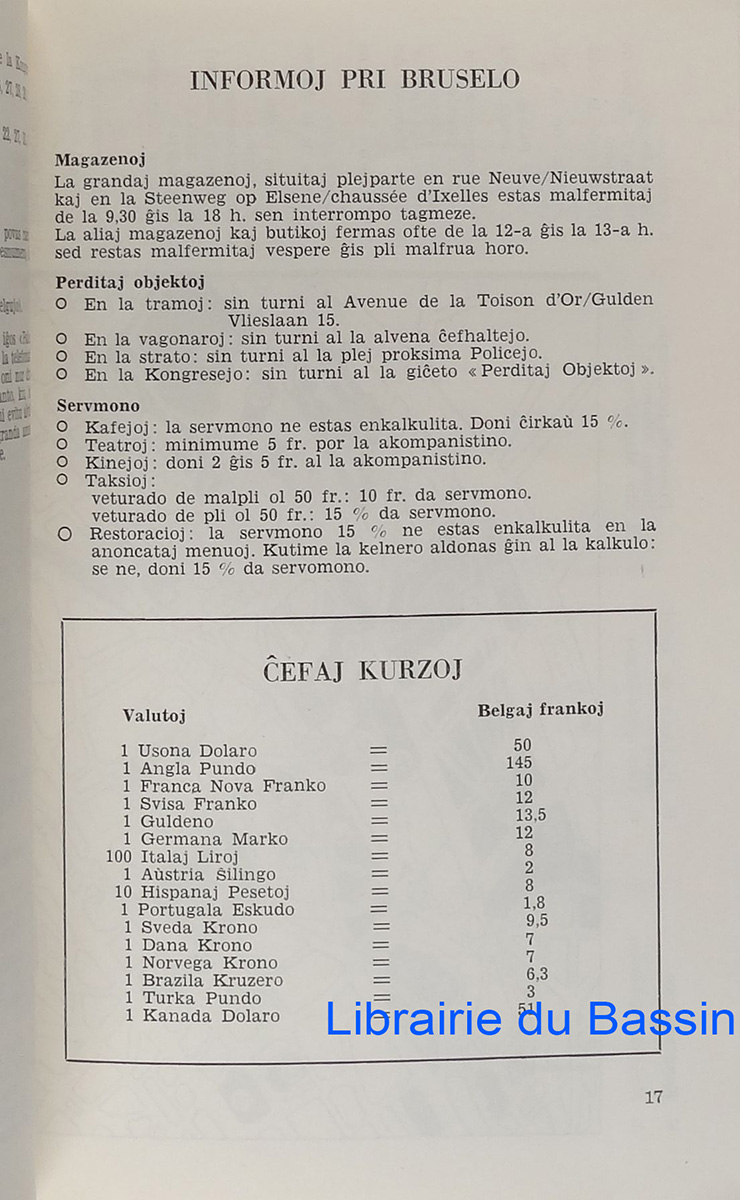 INFORMOJ PRI BRUSELO
Magazenoj
La grandaj magazenoj, situitaj plejparte en rue Neuve/Nieuwstraat
kaj en la Steenweg op Elsene/chaussée d'Ixelles estas malfermitaj
de la 9,30 ĝis la 18 h. sen interrompo tagmeze.
La aliaj magazenoj kaj butikoj fermas ofte de la 12-a ĝis la 13-a h.
sed restas malfermitaj vespere ĝis pli malfrua horo.
Perditaj objektoj
O En la tramoj: sin turni al Avenue de la Toison d'Or/Gulden
Vlieslaan 15.
O En la vagonaroj: sin turni al la alvena ĉefhaltejo.
O En la strato: sin turni al la plej proksima Policejo.
O En la Kongresejo: sin turni al la giĉeto « Perditaj Objektoj ».
Servmono
O Kafejoj: la servmono ne estas enkalkulita. Doni ĉirkaù 15 %.
O Teatroj: minimume 5 fr. por la akompanistino.
O Kinejoj: doni 2 ĝis 5 fr. al la akompanistino.
O Taksioj:
veturado de malpli ol 50 fr.: 10 fr. da servmono.
veturado de pli ol 50 fr.: 15 % da servmono.
O Restoracioj: la servmono 15 % ne estas enkalkulita en la
anoncataj menuoj. Kutime la kelnero aldonas ĝin al la kalkulo:
se ne, doni 15 % da servomono.
ĈEFAJ KURZOJ
Valutoj Belgaj frankoj
1 Usona Dolaro = 50
1 Angla Pundo = 145
1 Franca Nova Franko = 10
1 Svisa Franko = 12
1 Guldeno = 13,5
1 Germana Marko = 12
100 Italaj Liroj = 8
1 Aùstria Ŝilingo = 2
10 Hispanaj Pesetoj = 8
1 Portugala Eskudo = 1,8
1 Sveda Krono = 9,5
1 Dana Krono = 7
1 Norvega Krono = 7
1 Brazila Kruzero = 6,3
1 Turka Pundo = 3
1 Kanada Dolaro = 51
Librairie du Bassin
17